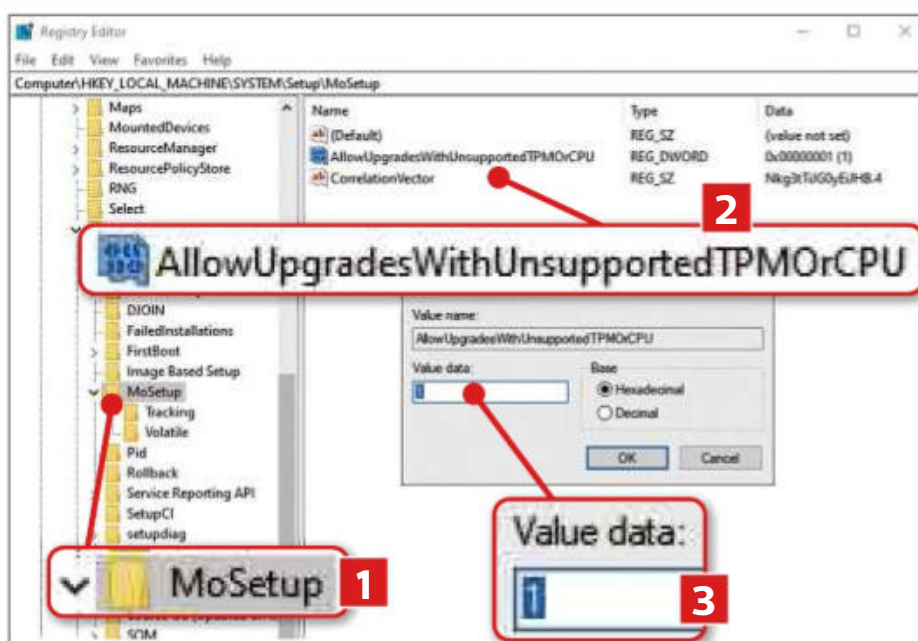 Registry Editor
File Edit View Favorites Help
Computer\HKEY_LOCAL_MACHINE\SYSTEM\Setup\MoSetup
Maps
MountedDevices
ResourceManager
ResourcePolicyStore
RNG
Select
Name Type Data
(Default) REG_SZ (value not set)
AllowUpgradesWithUnsupportedTPMOrCPU REG_DWORD 0x00000001 (1)
CorrelationVector REG_SZ
2
AllowUpgradesWithUnsupportedTPMOrCPU
DJOIN
FailedInstallations
FirstBoot
Image Based Setup
MoSetup
Tracking
Volatile
Pid
Rollback
Service Reporting API
SetupCl
setupdiag
MoSetup 1
SQM
Value name:
AllowUpgradesWithUnsupportedTPMOrCPU
Value data:
1
Base
Hexadecimal
Decimal
OK Cancel
Value data:
1 3